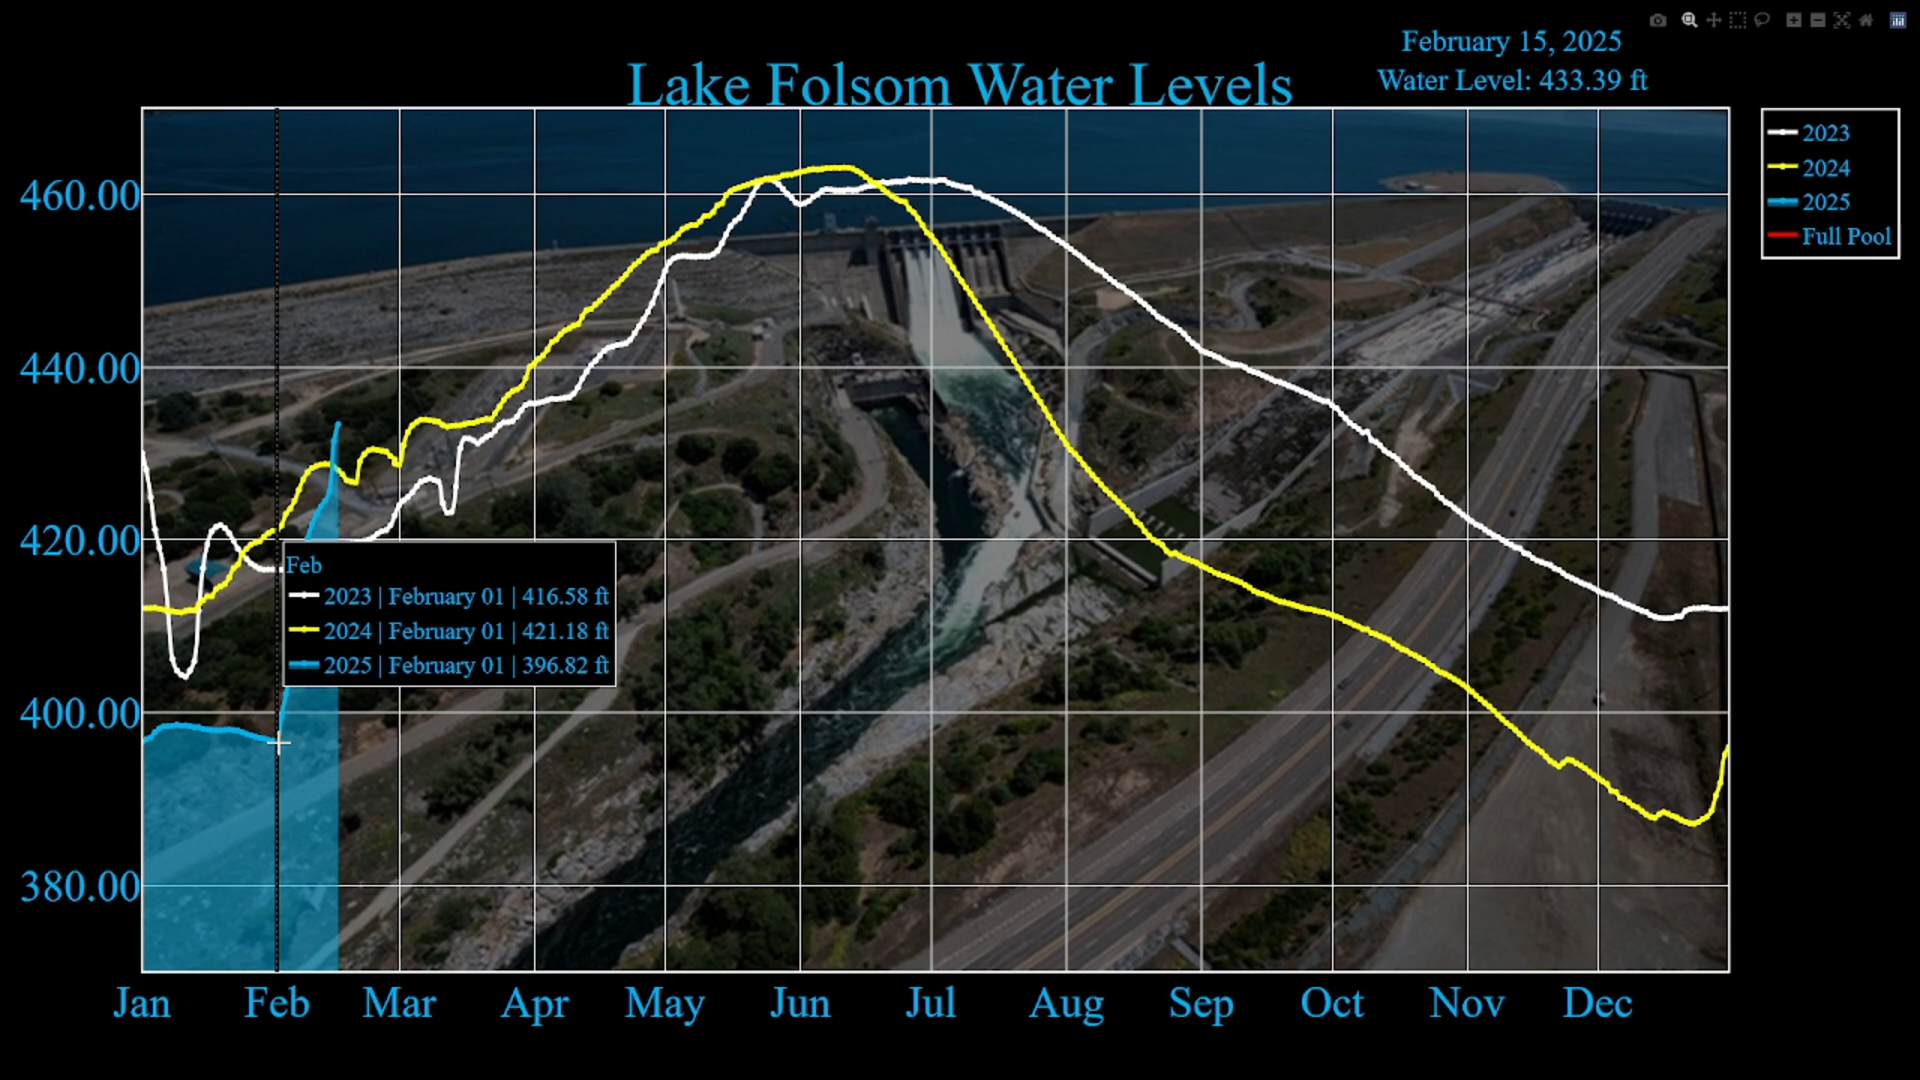 February 15, 2025
Water Level: 433.39 ft
Lake Folsom Water Levels
2023
2024
2025
Full Pool
460.00
440.00
420.00
400.00
380.00
Feb
2023 | February 01 | 416.58 ft
2024 | February 01 | 421.18 ft
2025 | February 01 | 396.82 ft
Jan Feb Mar Apr May Jun Jul Aug Sep Oct Nov Dec